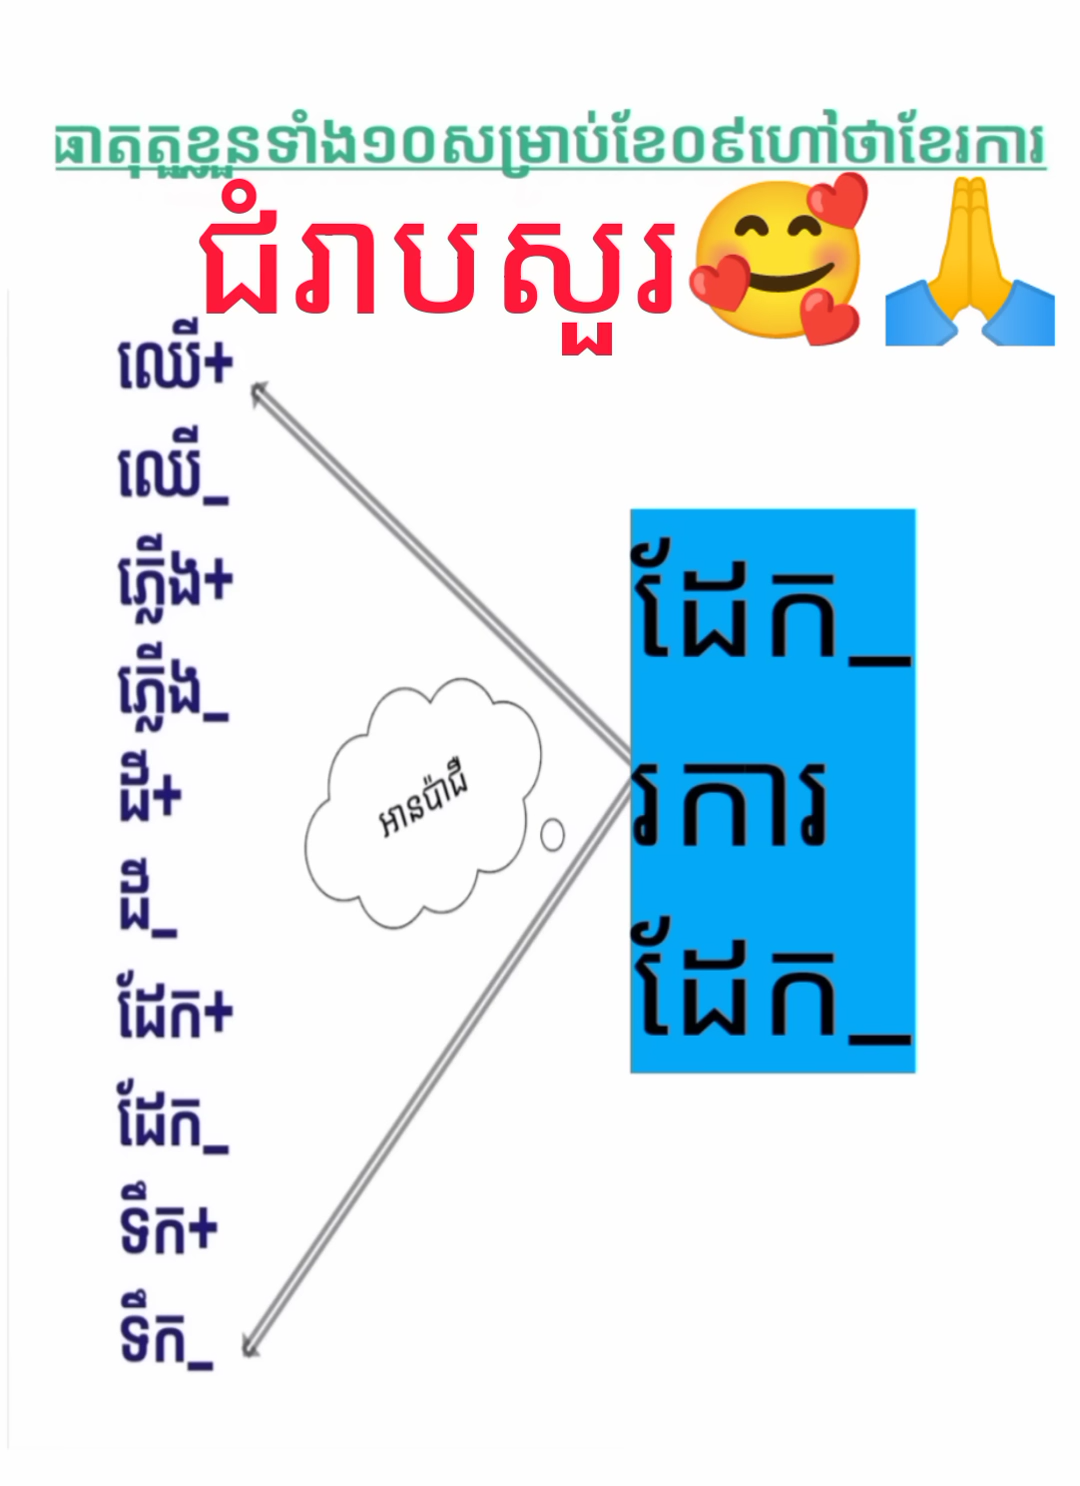 ធាតុតួខ្លួនទាំង១០សម្រាប់ខែ០៩ហៅថាខែរការ
ជំរាបសួរ
ឈើ+
ឈើ_
ភ្លើង+
ភ្លើង_
ដី+
ដី_
ដែក+
ដែក_
ទឹក+
ទឹក_
អានប៉ាជឺ
ដែក_
រការ
ដែក_